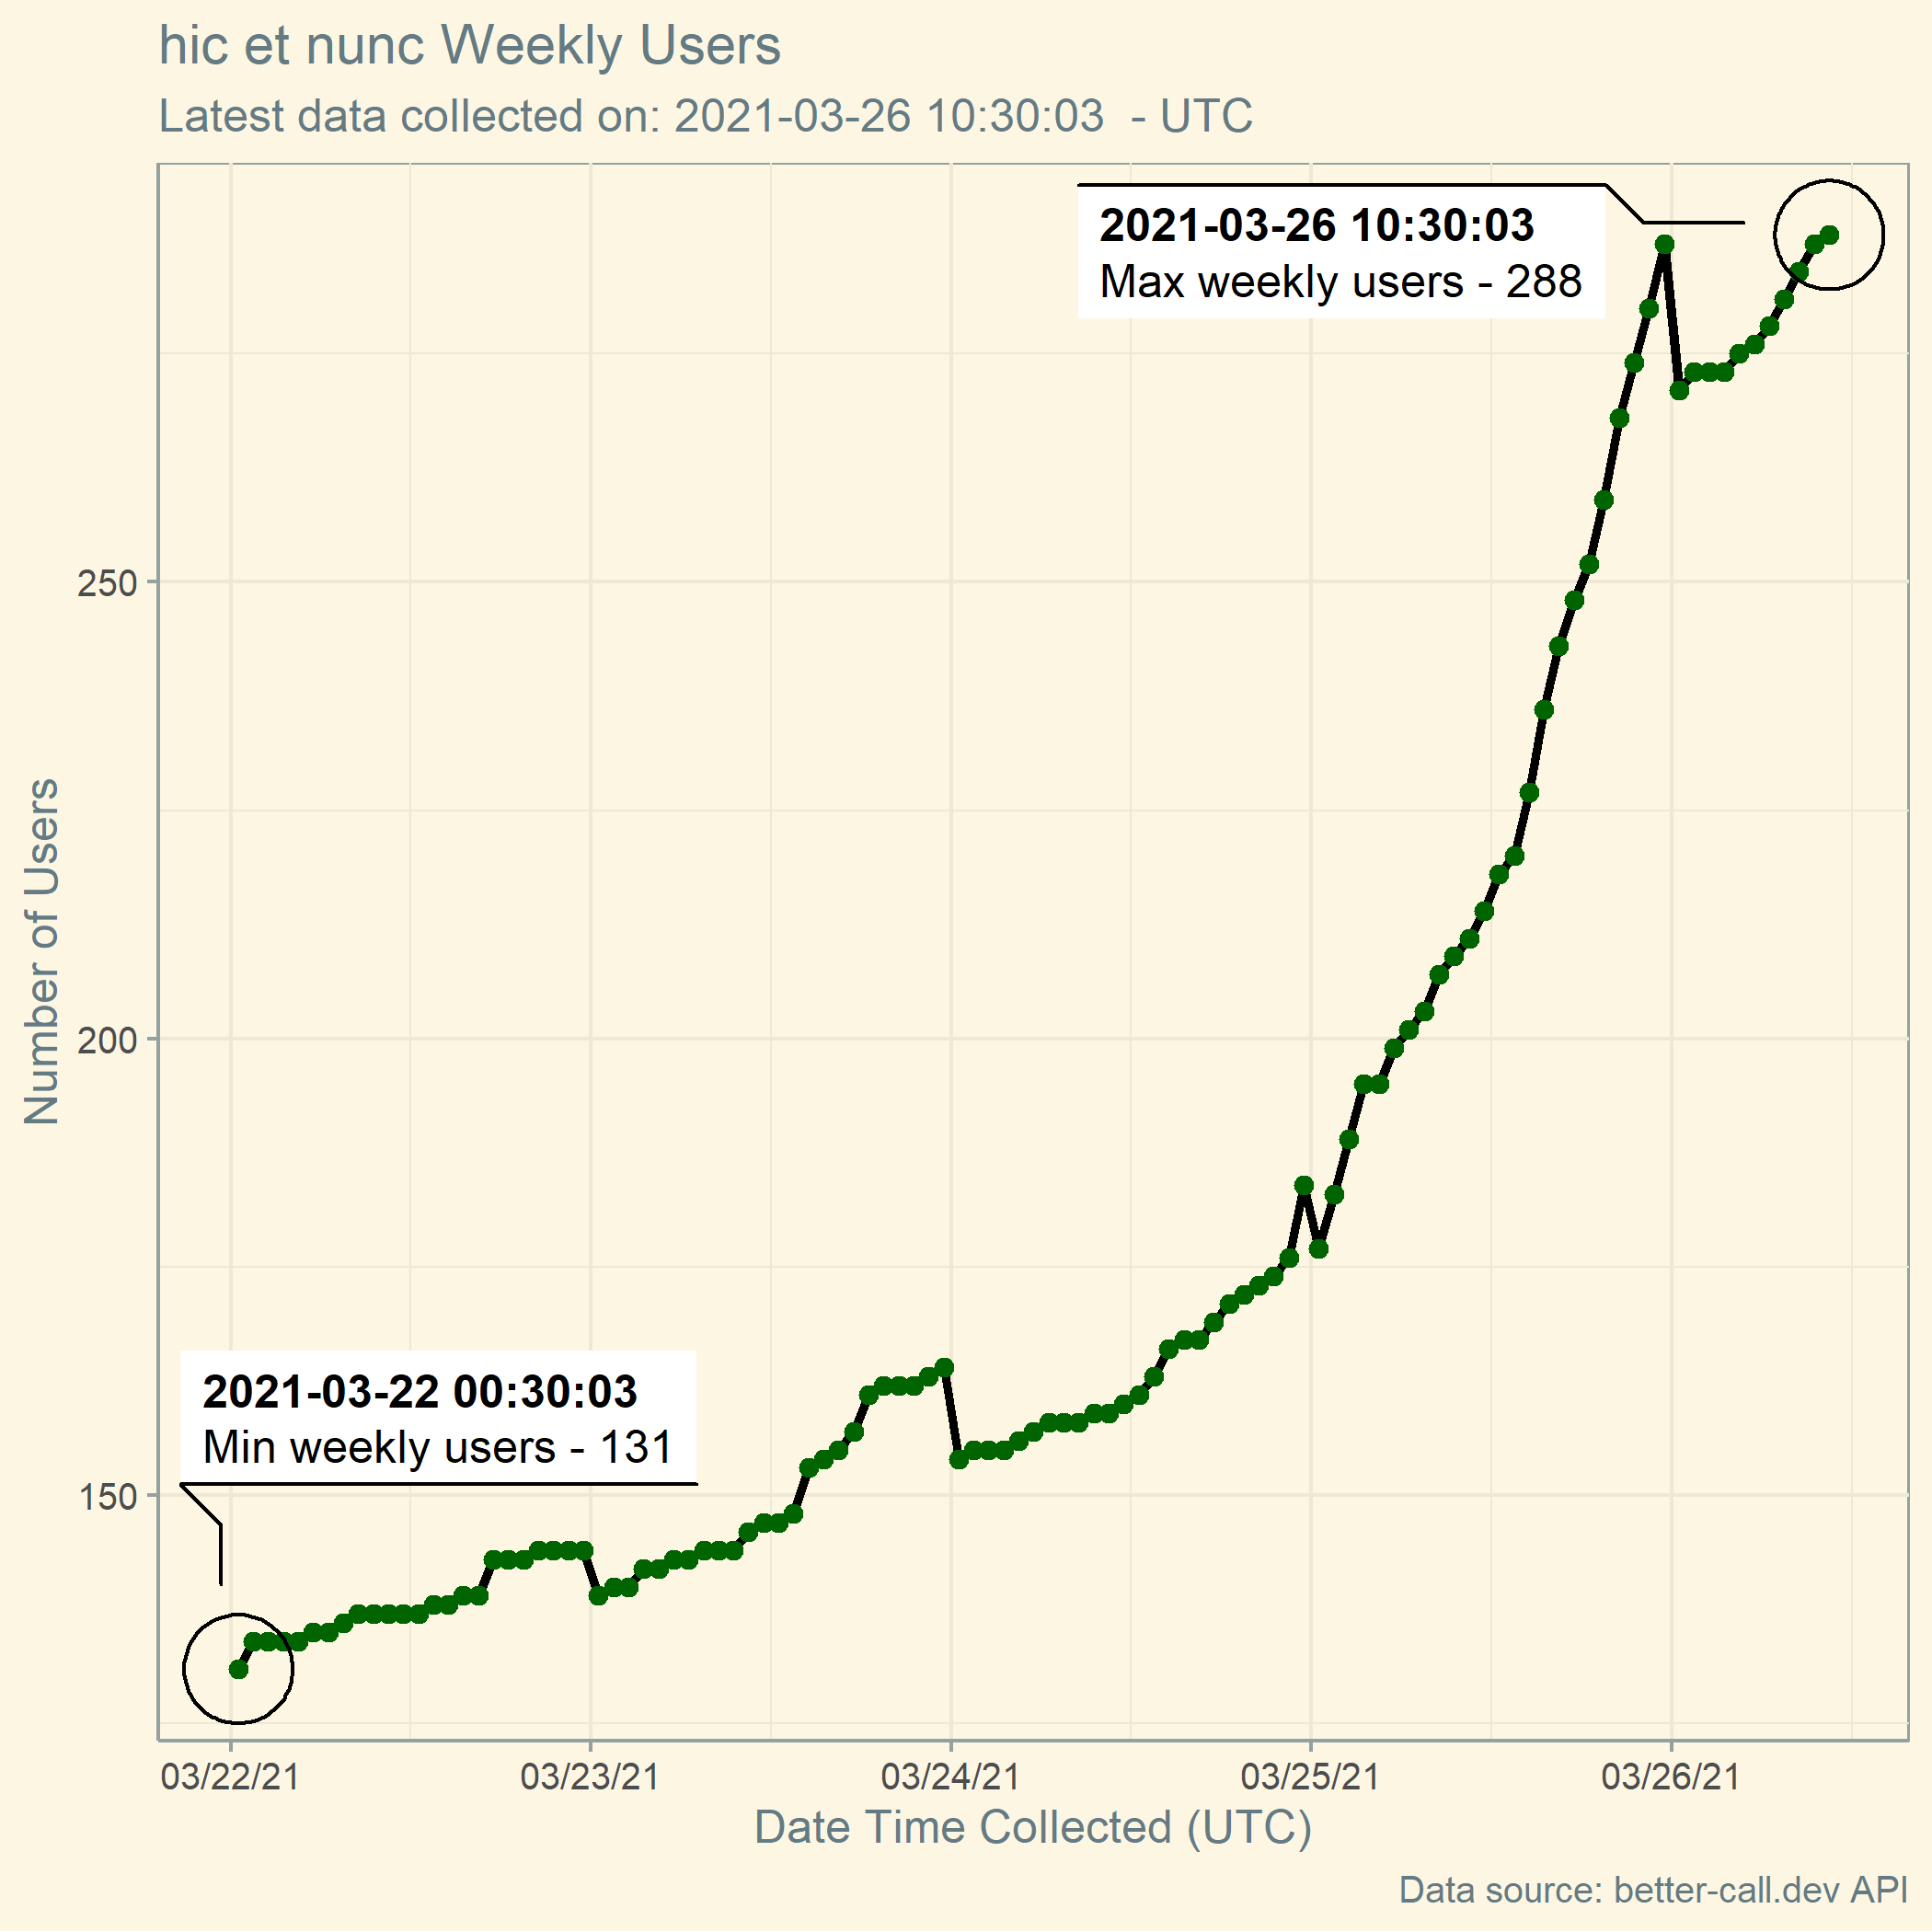 hic et nunc Weekly Users
Latest data collected on: 2021-03-26 10:30:03  - UTC
2021-03-26 10:30:03
Max weekly users - 288
250
200
150
Number of Users
2021-03-22 00:30:03
Min weekly users - 131
03/22/21 03/23/21 03/24/21 03/25/21 03/26/21
Date Time Collected (UTC)
Data source: better-call.dev API